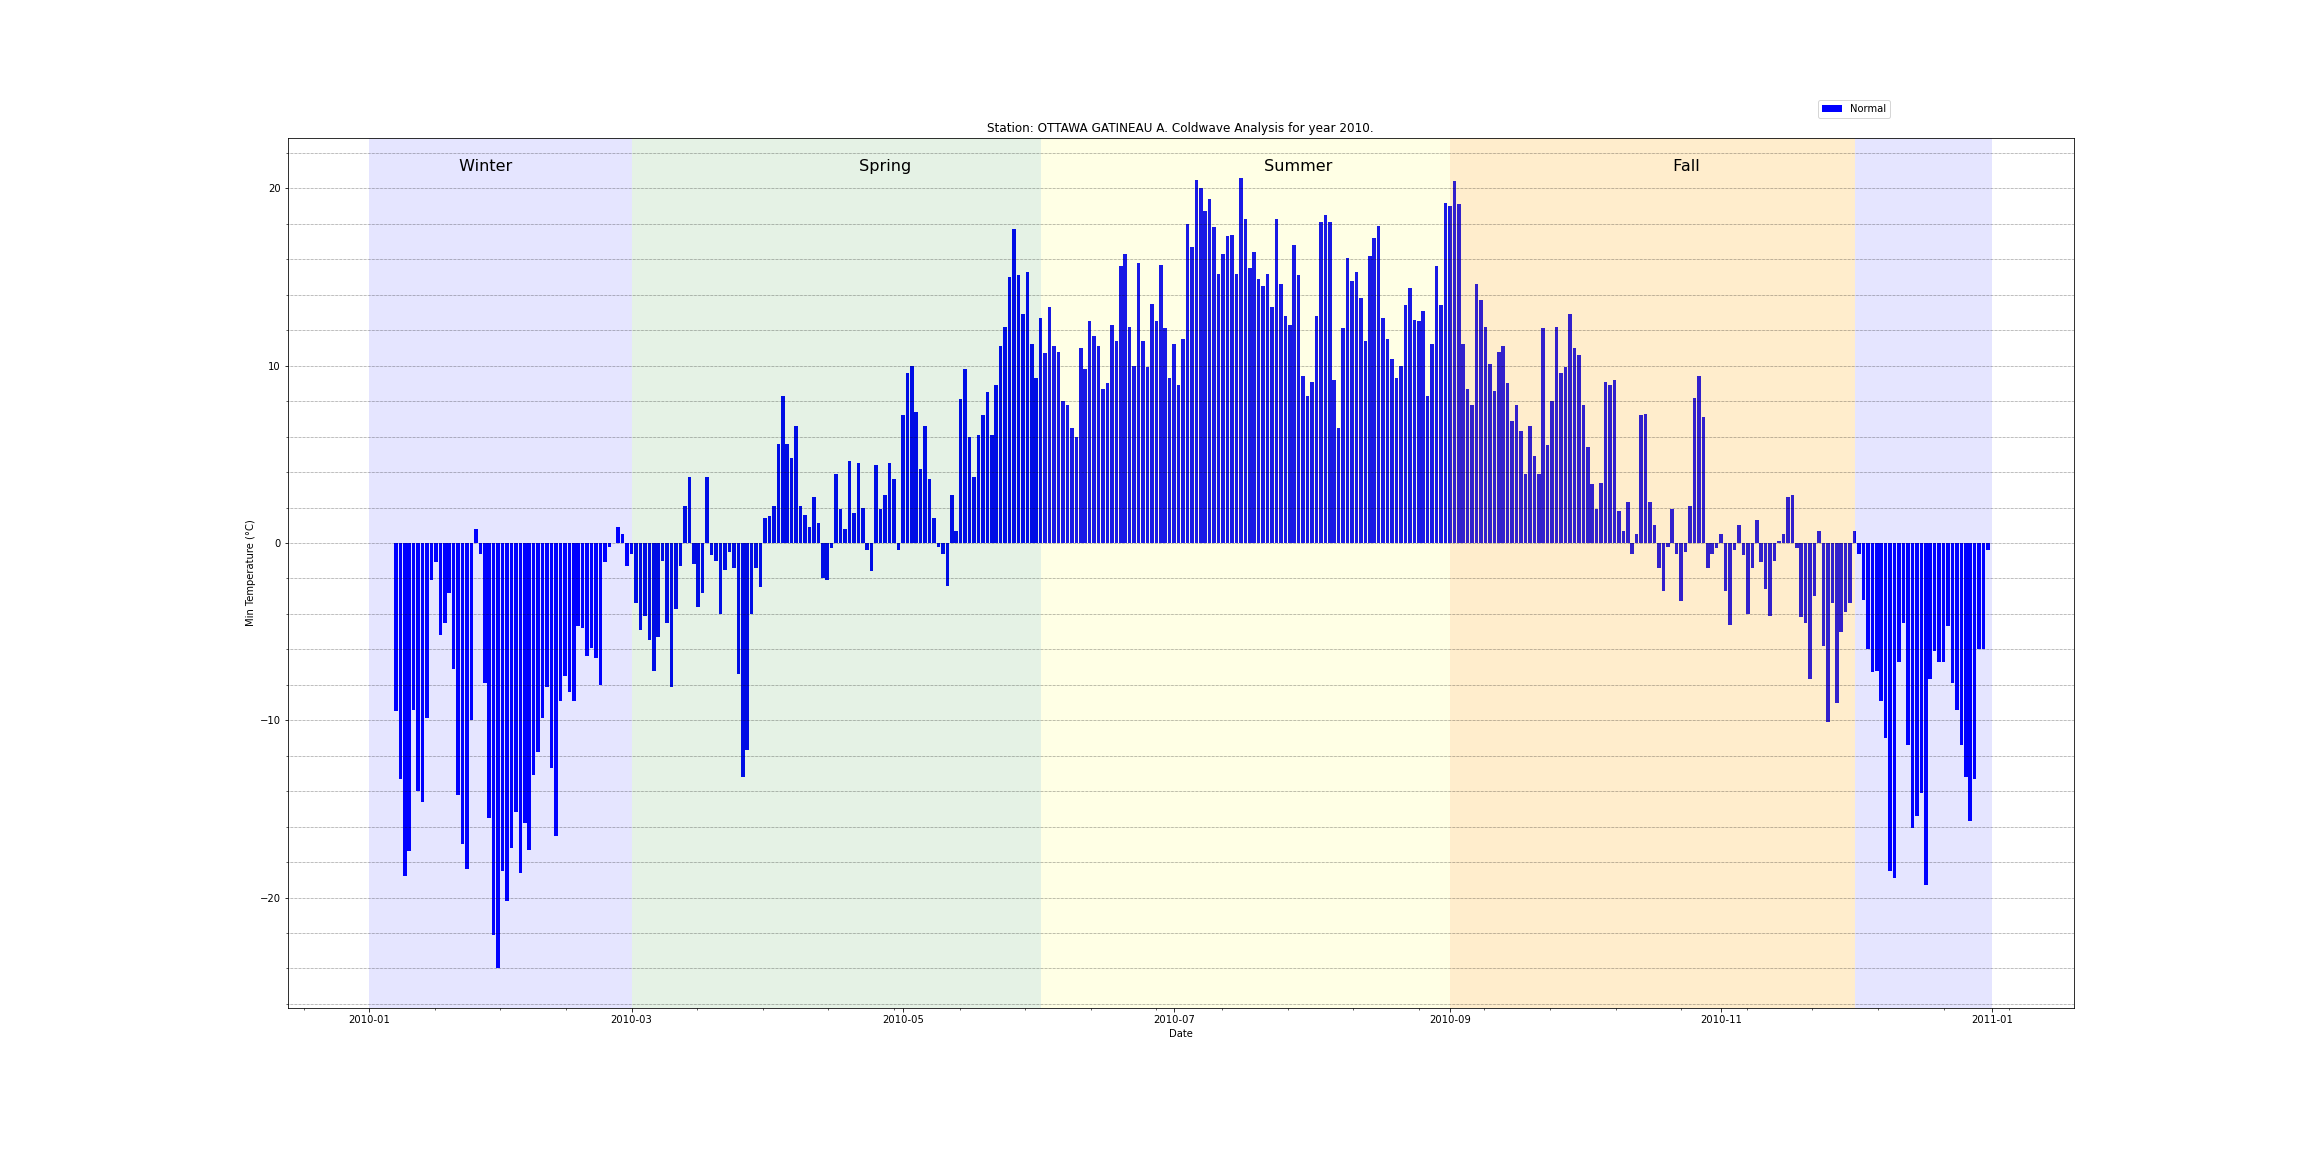 Normal
Station: OTTAWA GATINEAU A. Coldwave Analysis for year 2010.
Winter Spring Summer Fall
20
10
0
−10
−20
Min Temperature (°C)
2010-01 2010-03 2010-05 2010-07 2010-09 2010-11 2011-01
Date